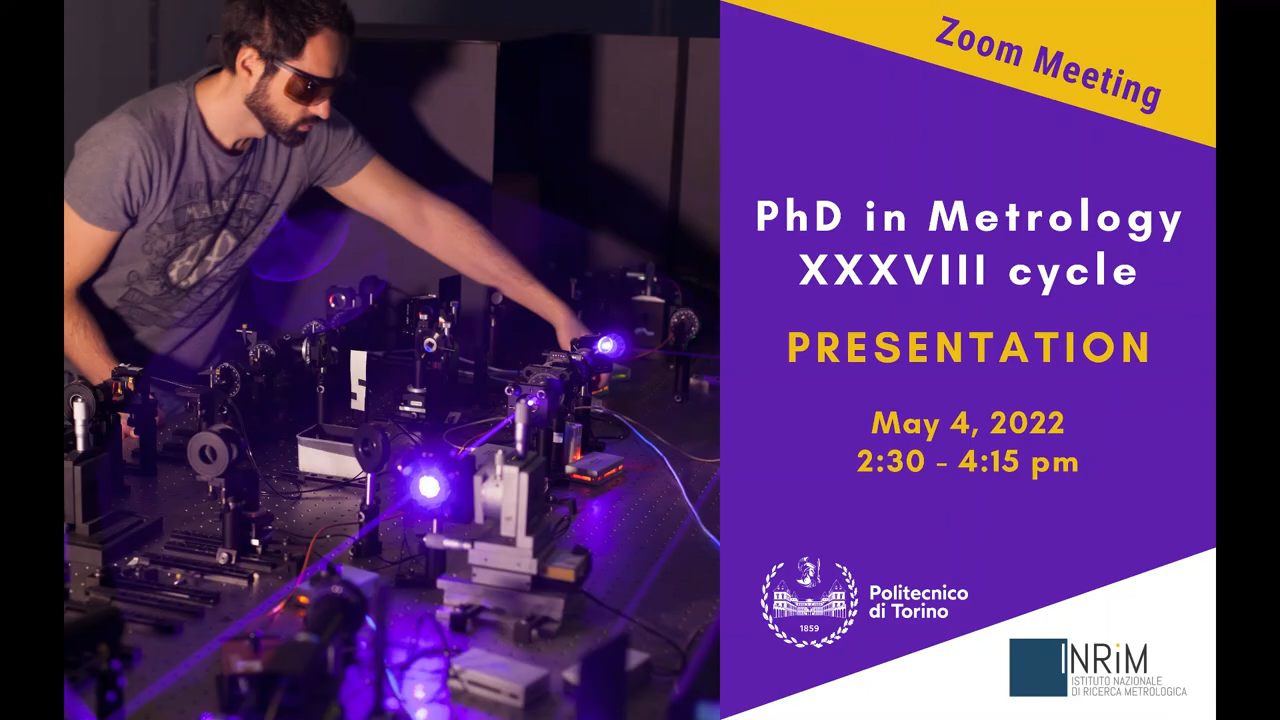 Zoom Meeting
PhD in Metrology
XXXVIII cycle
PRESENTATION
May 4, 2022
2:30 - 4:15 pm
1859
Politecnico
di Torino
INRiM
ISTITUTO NAZIONALE
DI RICERCA METROLOGICA